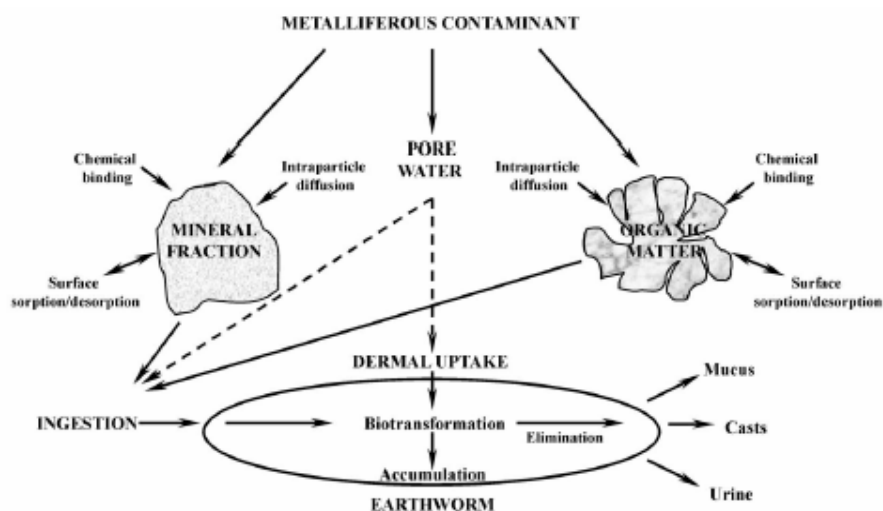 METALLIFEROUS CONTAMINANT
Chemical
binding
Intraparticle
diffusion
PORE
WATER
Intraparticle
diffusion
Chemical
binding
MINERAL
FRACTION
ORGANIC
MATTER
Surface
sorption/desorption
Surface
sorption/desorption
DERMAL UPTAKE
Mucus
INGESTION
Biotransformation
Elimination
Casts
Accumulation
EARTHWORM
Urine